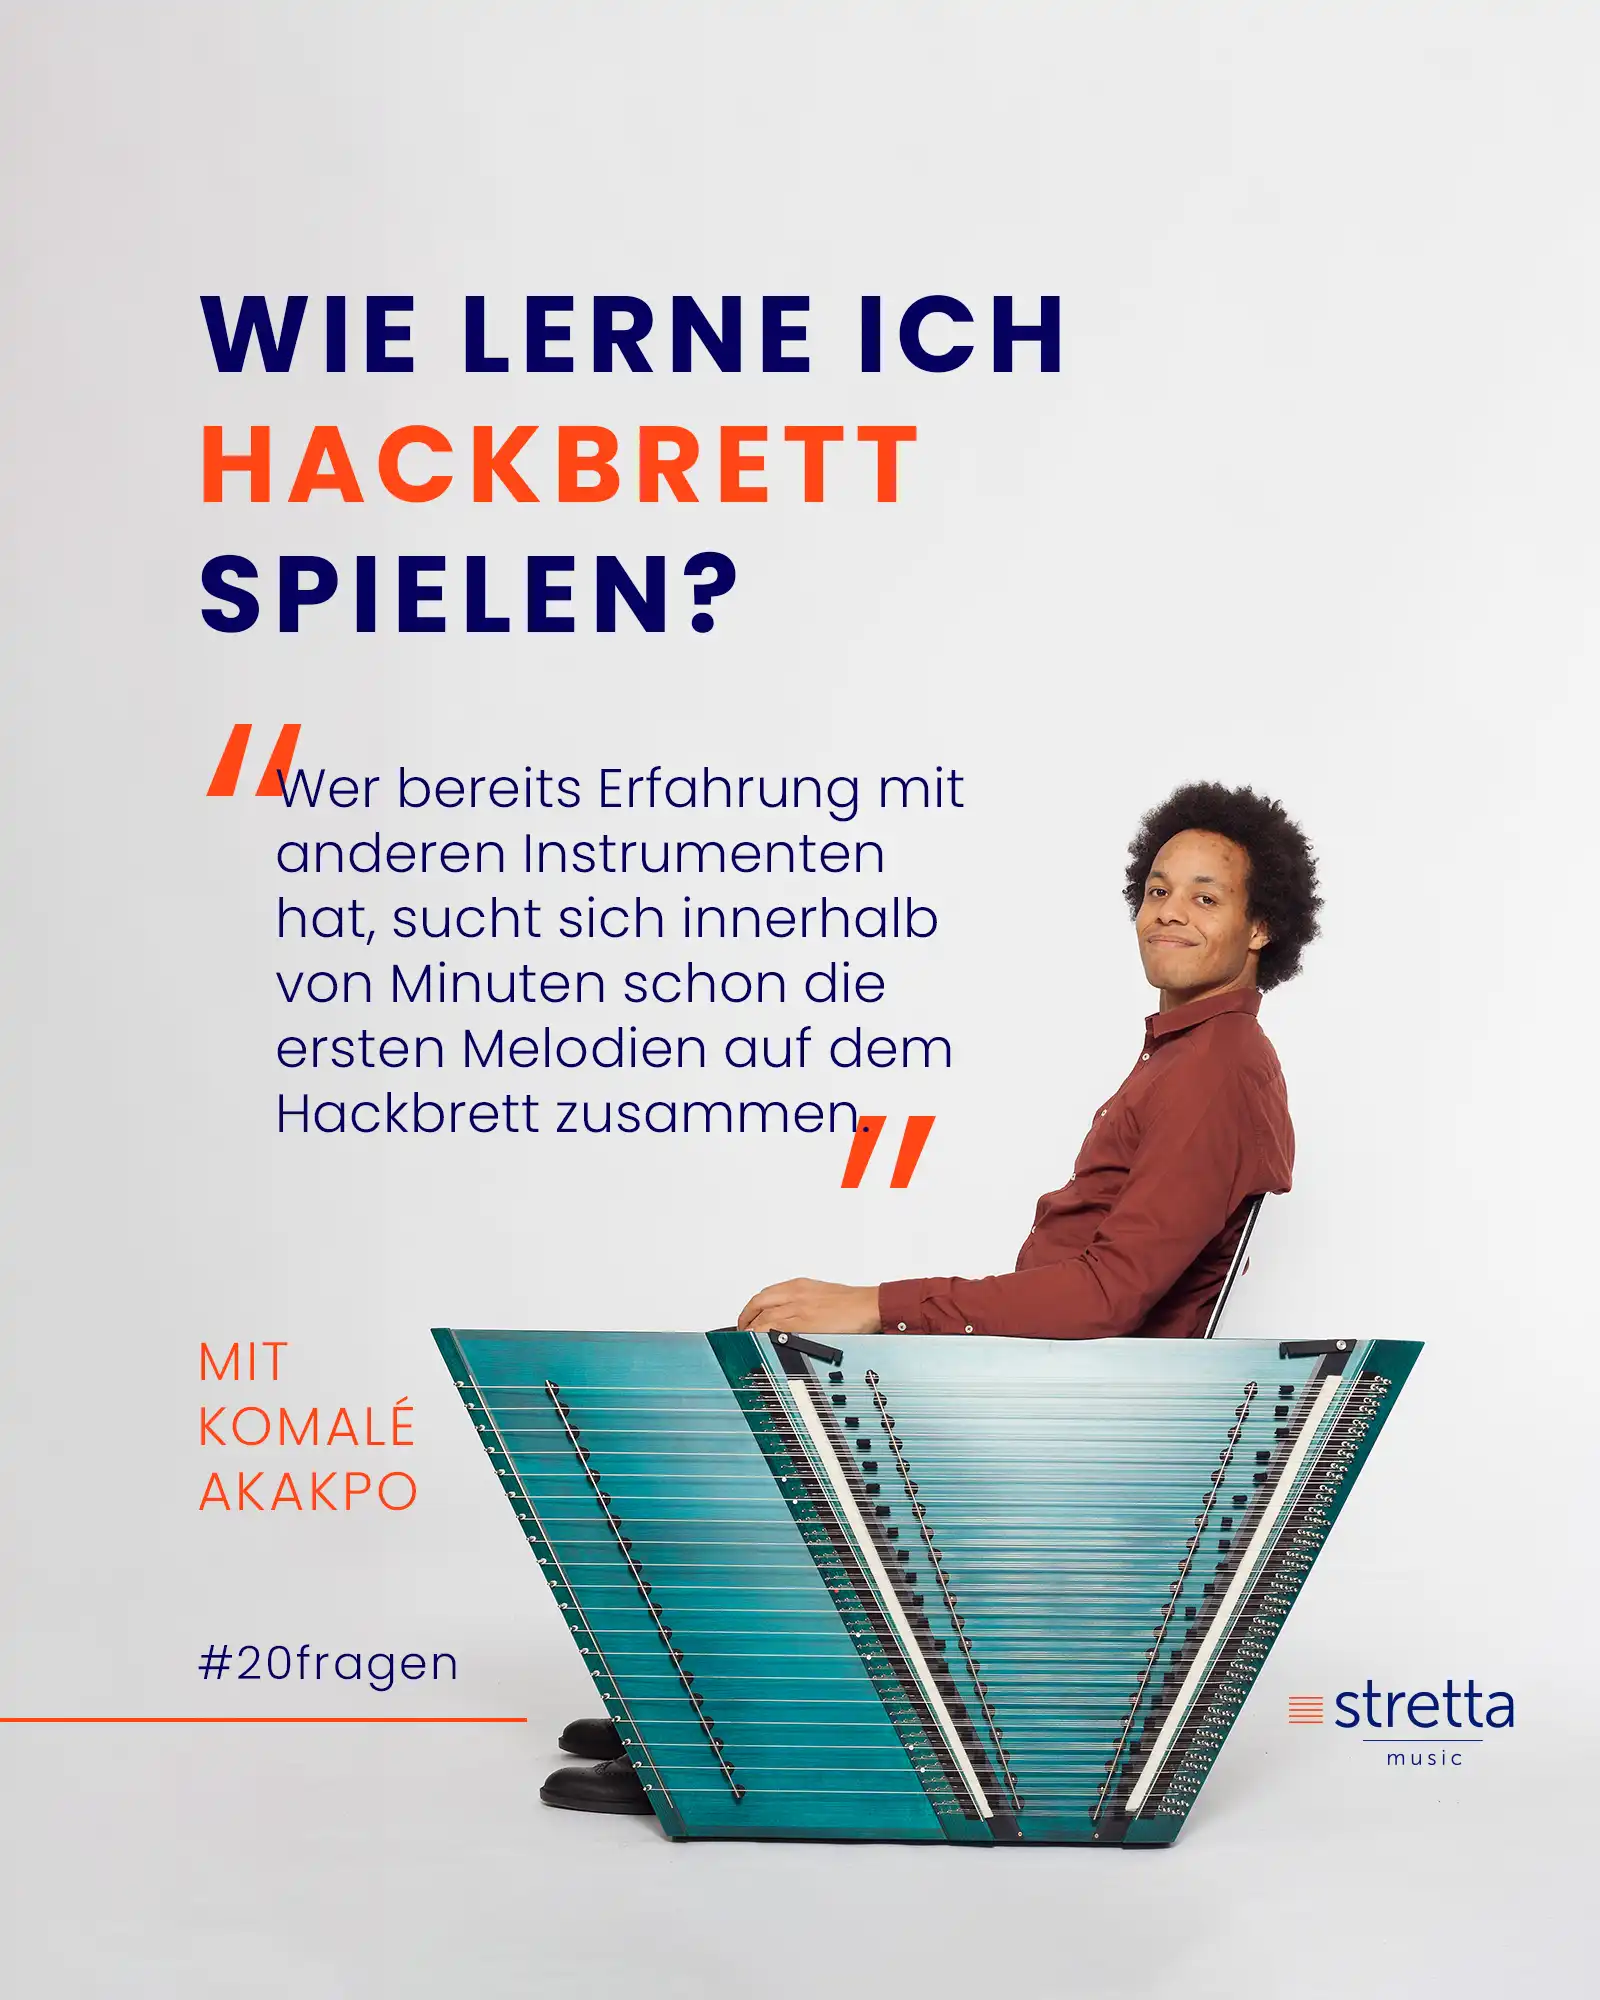 WIE LERNE ICH
HACKBRETT
SPIELEN?
“Wer bereits Erfahrung mit
anderen Instrumenten
hat, sucht sich innerhalb
von Minuten schon die
ersten Melodien auf dem
Hackbrett zusammen.”
MIT
KOMALÉ
AKAKPO
#20fragen
stretta
music